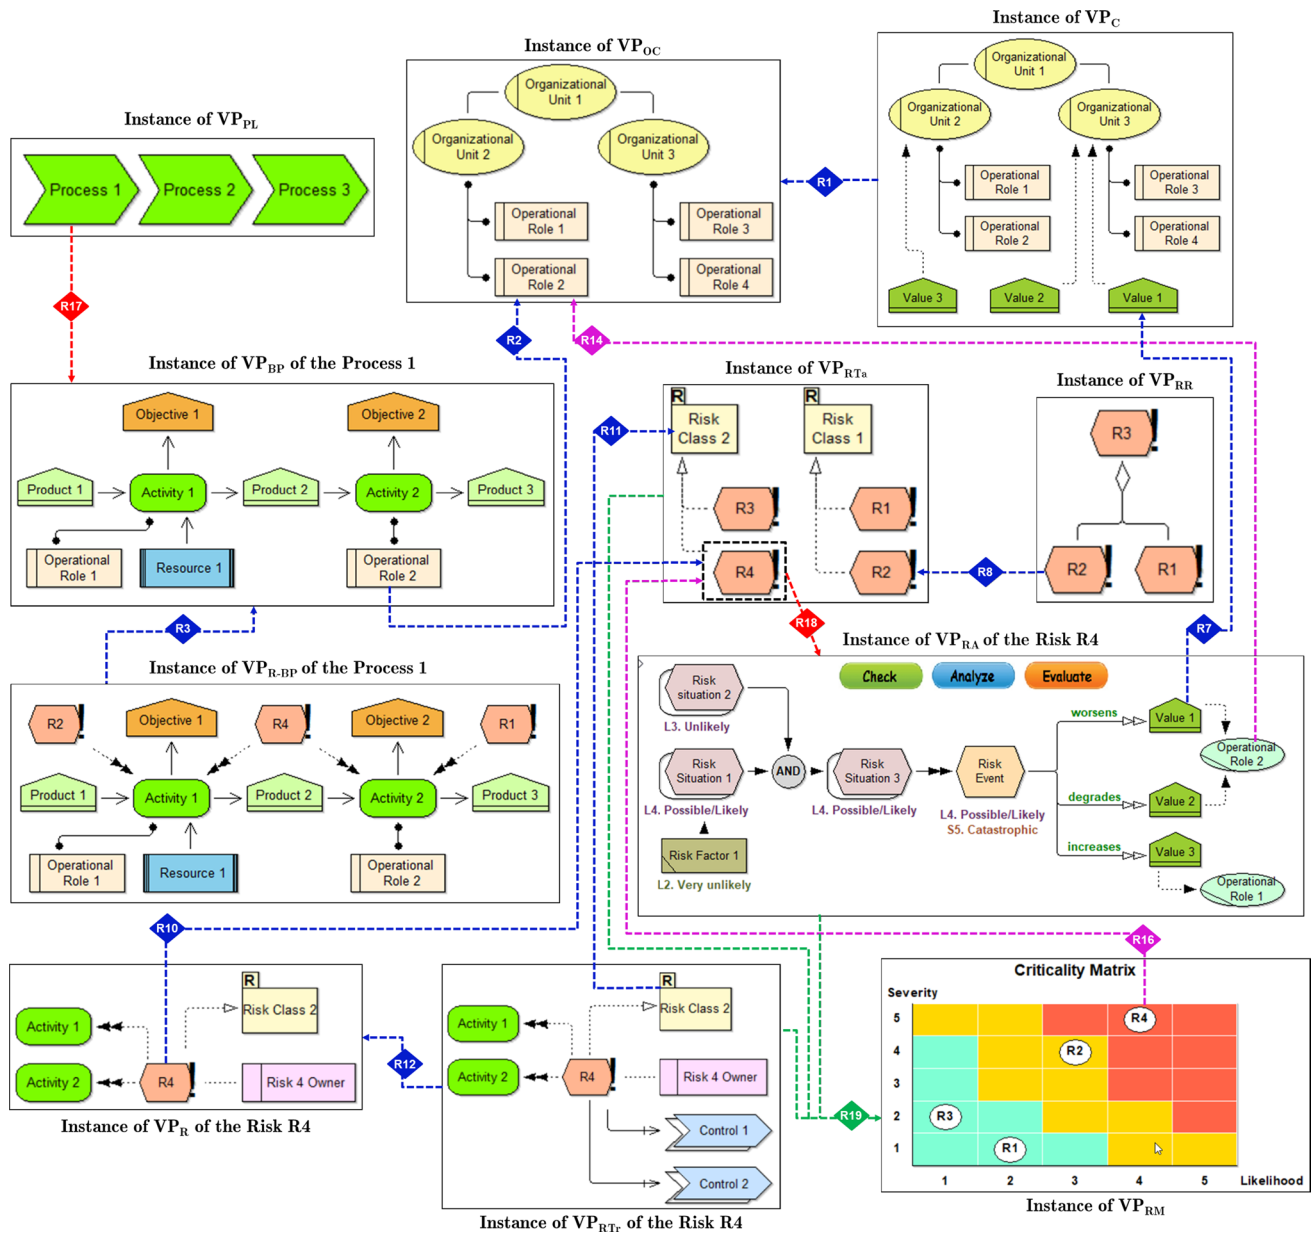 Instance of VP_C
Organizational
Unit 1
Organizational
Unit 2
Organizational
Unit 3
Operational
Role 1
Operational
Role 2
Operational
Role 3
Operational
Role 4
Value 3
Value 2
Value 1
Instance of VP_OC
Organizational
Unit 1
Organizational
Unit 2
Organizational
Unit 3
Operational
Role 1
Operational
Role 2
Operational
Role 3
Operational
Role 4
R1
Instance of VP_PL
Process 1
Process 2
Process 3
R17
R2
R14
Instance of VP_BP of the Process 1
Objective 1
Objective 2
Product 1
Activity 1
Product 2
Activity 2
Product 3
Operational
Role 1
Resource 1
Operational
Role 2
R3
Instance of VP_RTa
R
Risk
Class 2
R
Risk
Class 1
R3
!
R1
!
R4
!
R2
!
R11
R8
R18
Instance of VP_RR
R3
!
R2
!
R1
!
R7
Instance of VP_R-BP of the Process 1
R2
!
Objective 1
R4
!
Objective 2
R1
!
Product 1
Activity 1
Product 2
Activity 2
Product 3
Operational
Role 1
Resource 1
Operational
Role 2
Instance of VP_RA of the Risk R4
Check
Analyze
Evaluate
Risk
situation 2
L3. Unlikely
Risk
Situation 1
L4. Possible/Likely
AND
Risk
Situation 3
L4. Possible/Likely
Risk
Event
L4. Possible/Likely
S5. Catastrophic
Risk Factor 1
L2. Very unlikely
worsens
Value 1
Operational
Role 2
degrades
Value 2
increases
Value 3
Operational
Role 1
R10
R16
Activity 1
Activity 2
R4
!
R
Risk Class 2
Risk 4 Owner
Instance of VP_R of the Risk R4
R12
Activity 1
Activity 2
R4
!
R
Risk Class 2
Risk 4 Owner
Control 1
Control 2
Instance of VP_RTr of the Risk R4
R19
Criticality Matrix
Severity
5
4
3
2
1
R4
R2
R3
R1
1 2 3 4 5 Likelihood
Instance of VP_RM